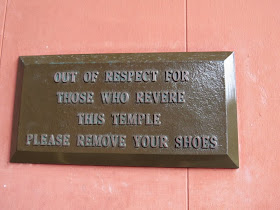 OUT OF RESPECT FOR
THOSE WHO REVERE
THIS TEMPLE
PLEASE REMOVE YOUR SHOES